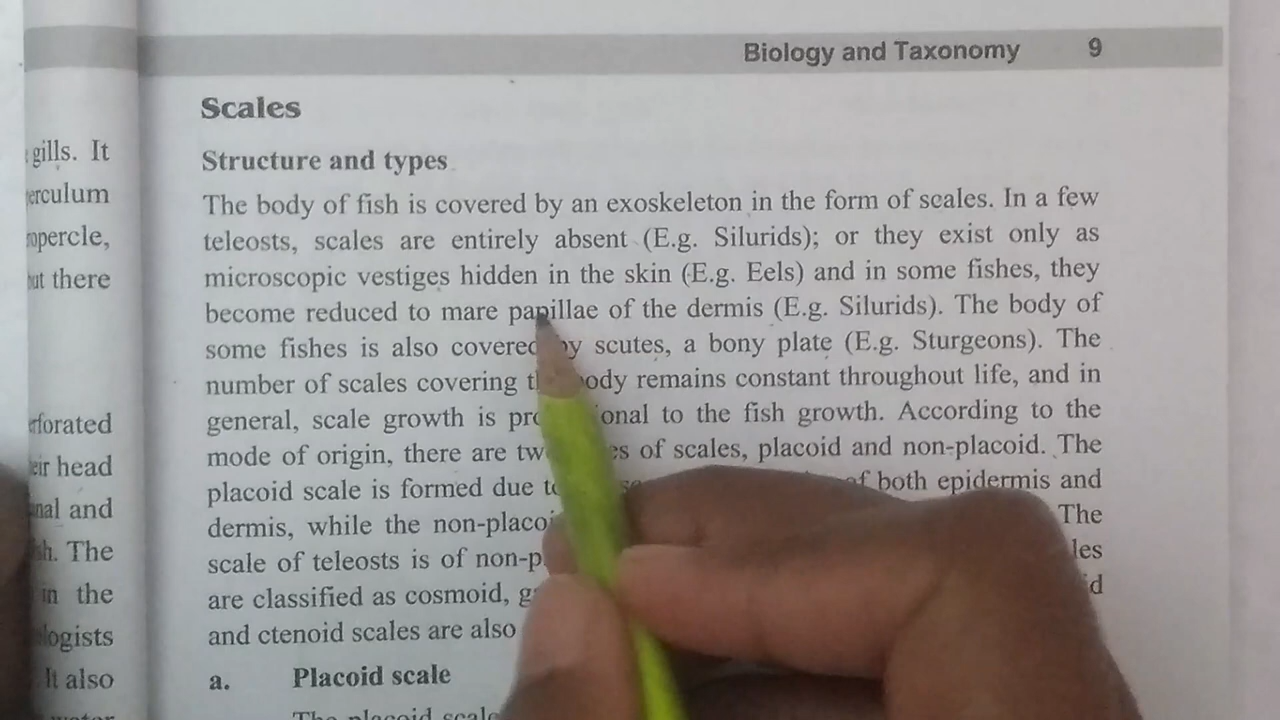 Biology and Taxonomy 9
gills. It
erculum
opercle,
ut there
rforated
eir head
nal and
sh. The
in the
logists
It also
water
Scales
Structure and types
The body of fish is covered by an exoskeleton in the form of scales. In a few
teleosts, scales are entirely absent (E.g. Silurids); or they exist only as
microscopic vestiges hidden in the skin (E.g. Eels) and in some fishes, they
become reduced to mare papillae of the dermis (E.g. Silurids). The body of
some fishes is also covered by scutes, a bony plate (E.g. Sturgeons). The
number of scales covering body remains constant throughout life, and in
general, scale growth is to the fish growth. According to the
mode of origin, there are of scales, placoid and non-placoid. The
placoid scale is formed due of both epidermis and
dermis, while the The
scale of teleosts is of
are classified as cosmoid,
and ctenoid scales are also
a. Placoid scale
The placoid scale